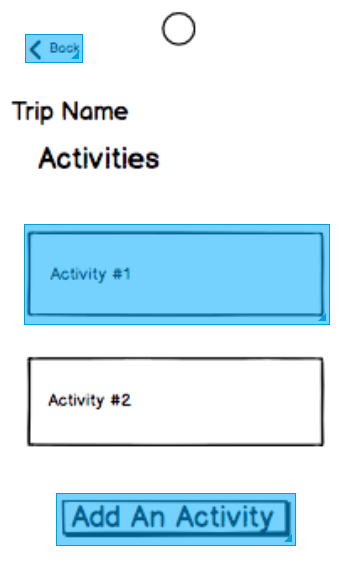 Back
Trip Name
Activities
Activity #1
Activity #2
Add An Activity